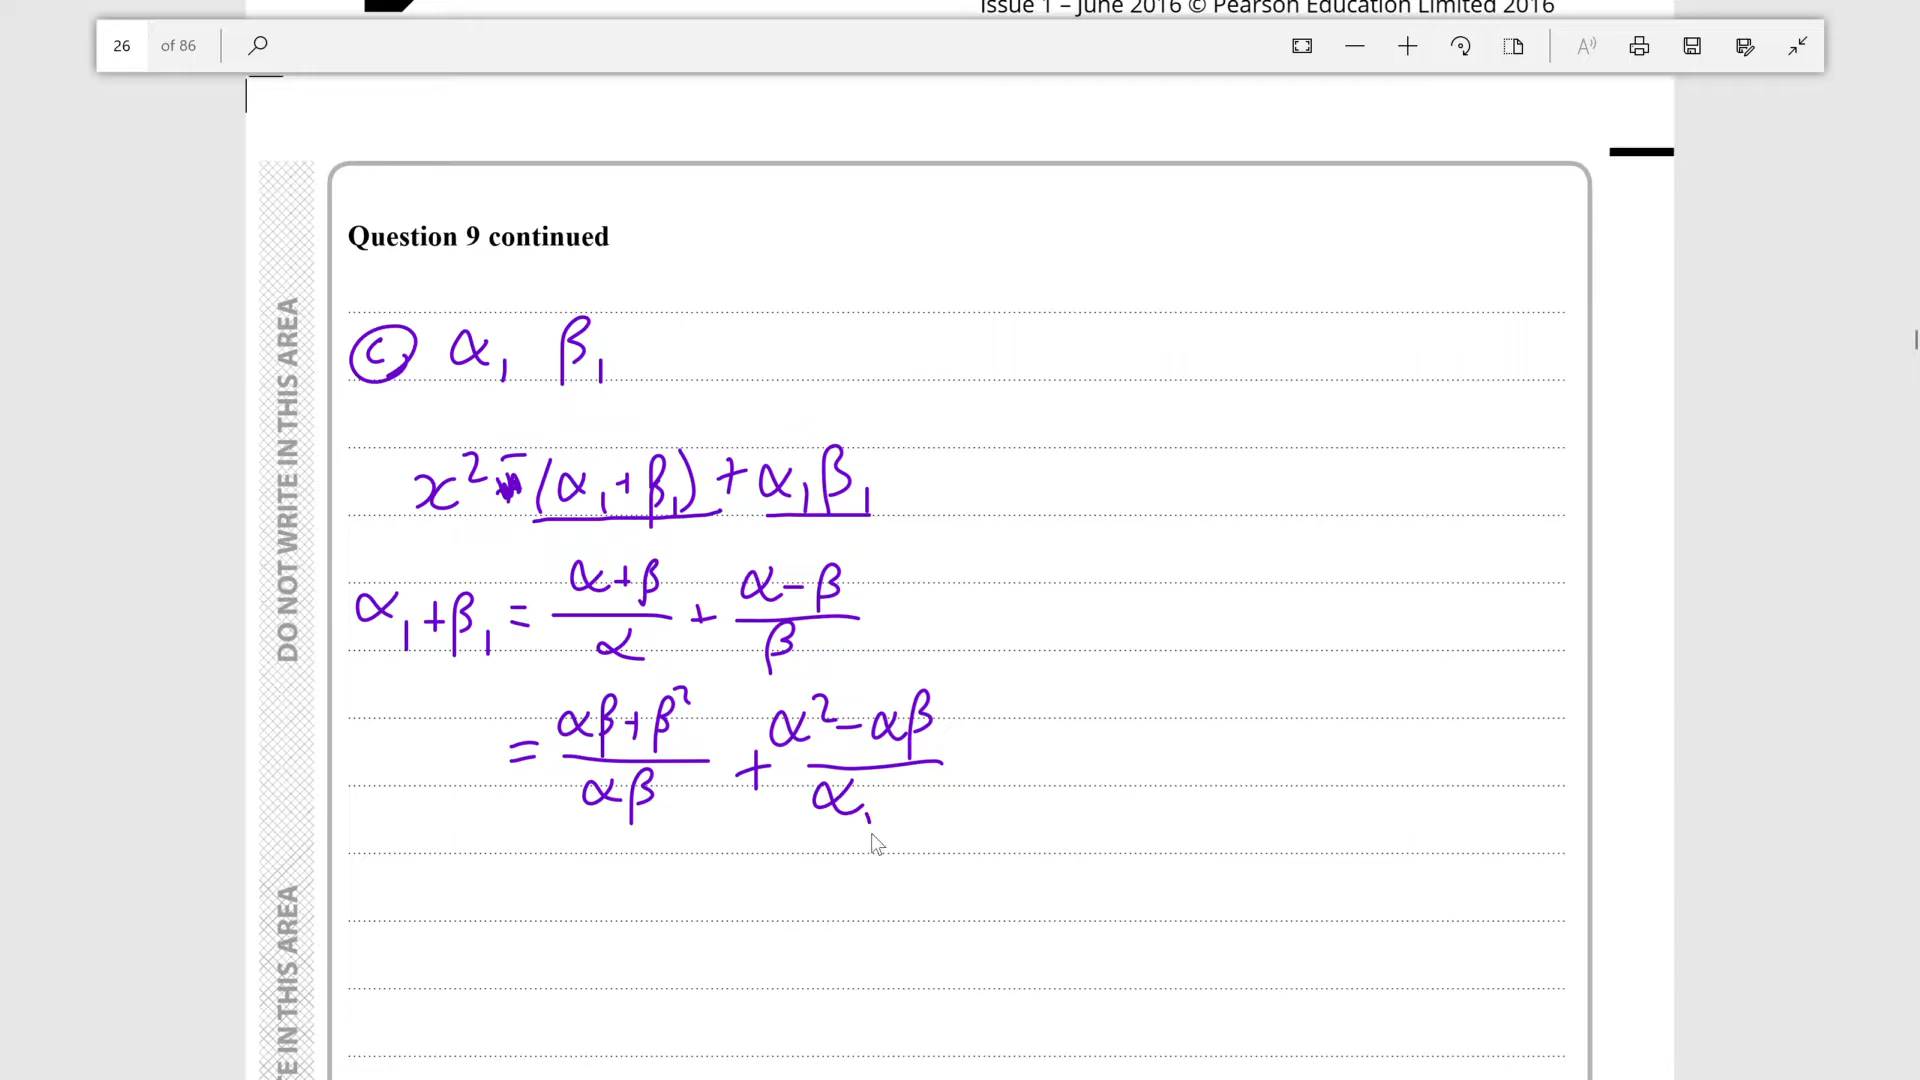 Issue 1 – June 2016 © Pearson Education Limited 2016
26 of 86
DO NOT WRITE IN THIS AREA
Question 9 continued
(c) α₁ β₁
x² - (α₁+β₁) + α₁β₁
α₁+β₁ = (α+β)/α + (α-β)/β
= (αβ+β²)/(αβ) + (α²-αβ)/α
TE IN THIS AREA